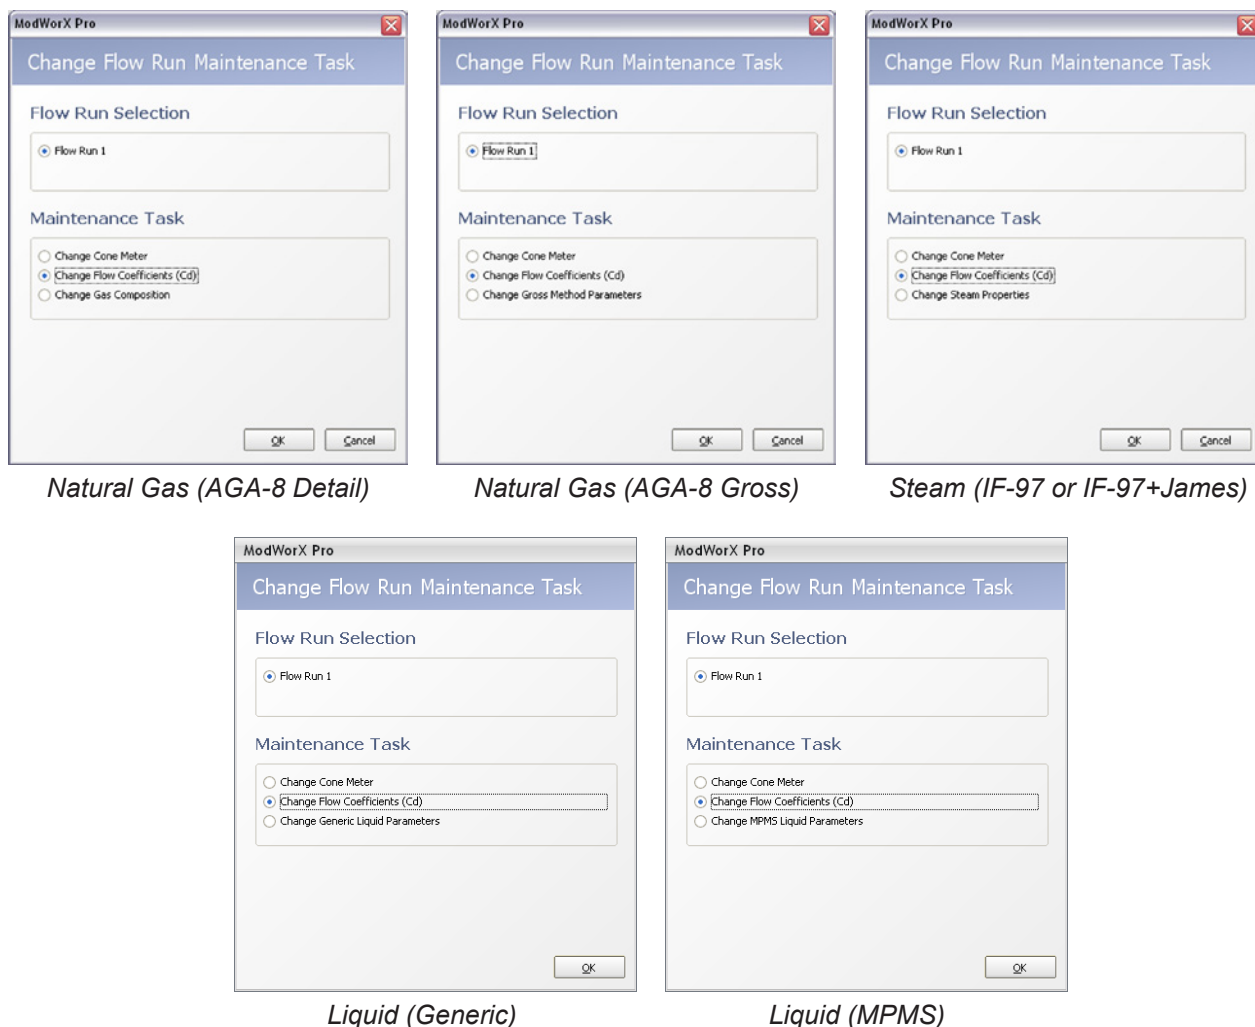 ModWorX Pro
Change Flow Run Maintenance Task
Flow Run Selection
Flow Run 1
Maintenance Task
Change Cone Meter
Change Flow Coefficients (Cd)
Change Gas Composition
OK Cancel
Natural Gas (AGA-8 Detail)
ModWorX Pro
Change Flow Run Maintenance Task
Flow Run Selection
Flow Run 1
Maintenance Task
Change Cone Meter
Change Flow Coefficients (Cd)
Change Gross Method Parameters
OK Cancel
Natural Gas (AGA-8 Gross)
ModWorX Pro
Change Flow Run Maintenance Task
Flow Run Selection
Flow Run 1
Maintenance Task
Change Cone Meter
Change Flow Coefficients (Cd)
Change Steam Properties
OK Cancel
Steam (IF-97 or IF-97+James)
ModWorX Pro
Change Flow Run Maintenance Task
Flow Run Selection
Flow Run 1
Maintenance Task
Change Cone Meter
Change Flow Coefficients (Cd)
Change Generic Liquid Parameters
OK
Liquid (Generic)
ModWorX Pro
Change Flow Run Maintenance Task
Flow Run Selection
Flow Run 1
Maintenance Task
Change Cone Meter
Change Flow Coefficients (Cd)
Change MPMS Liquid Parameters
OK
Liquid (MPMS)